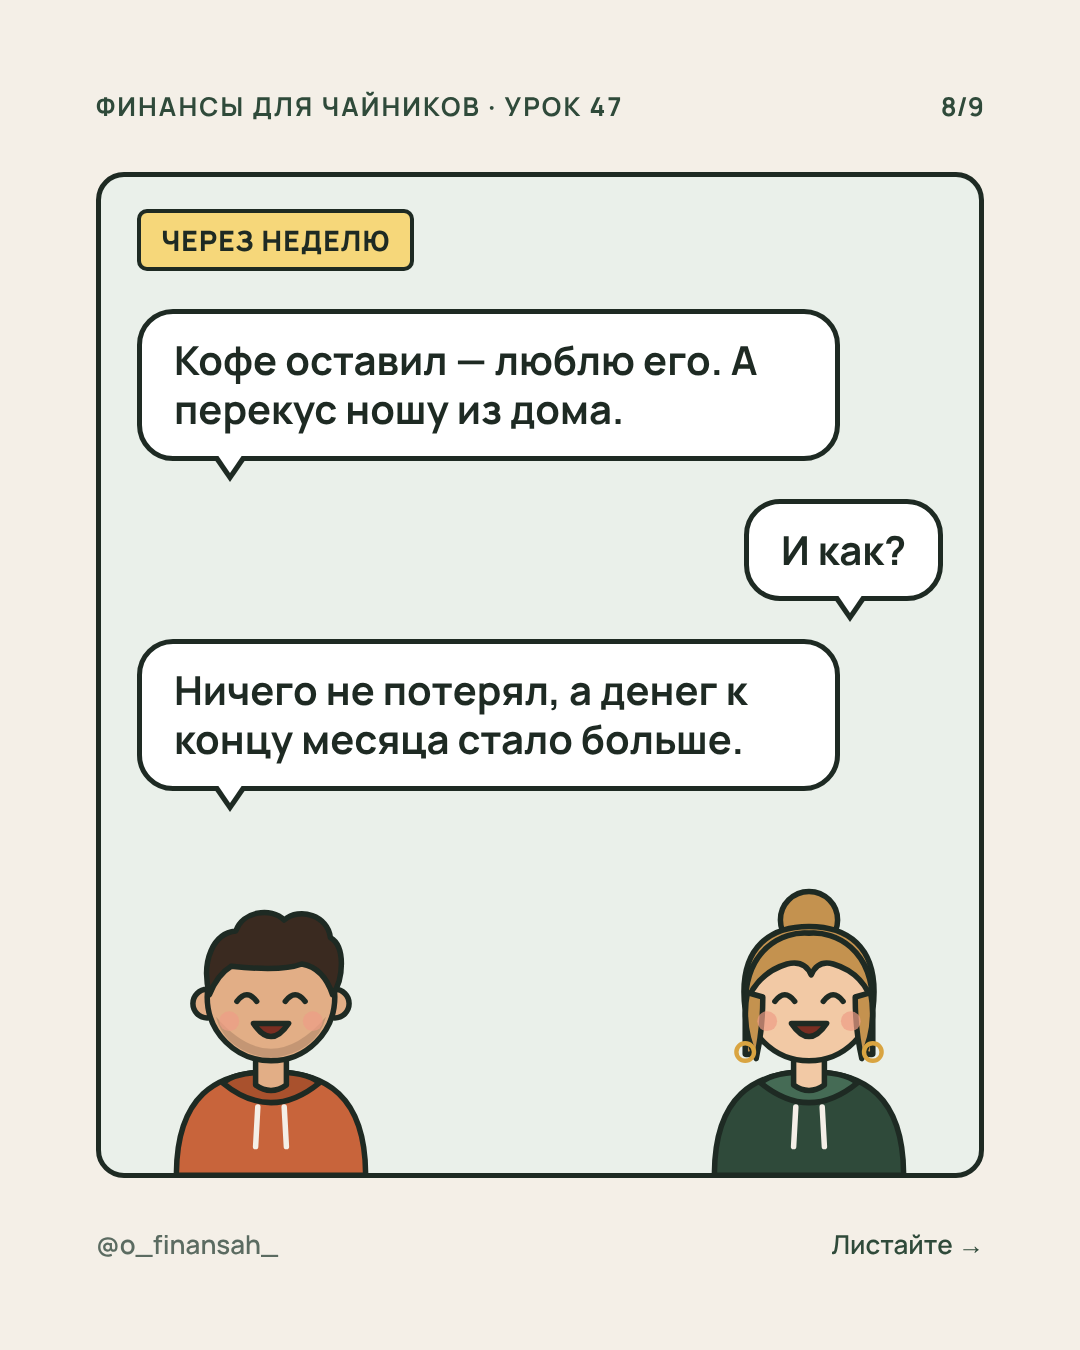 ФИНАНСЫ ДЛЯ ЧАЙНИКОВ · УРОК 47
8/9
ЧЕРЕЗ НЕДЕЛЮ
Кофе оставил — люблю его. А
перекус ношу из дома.
И как?
Ничего не потерял, а денег к
концу месяца стало больше.
@o_finansah_
Листайте →